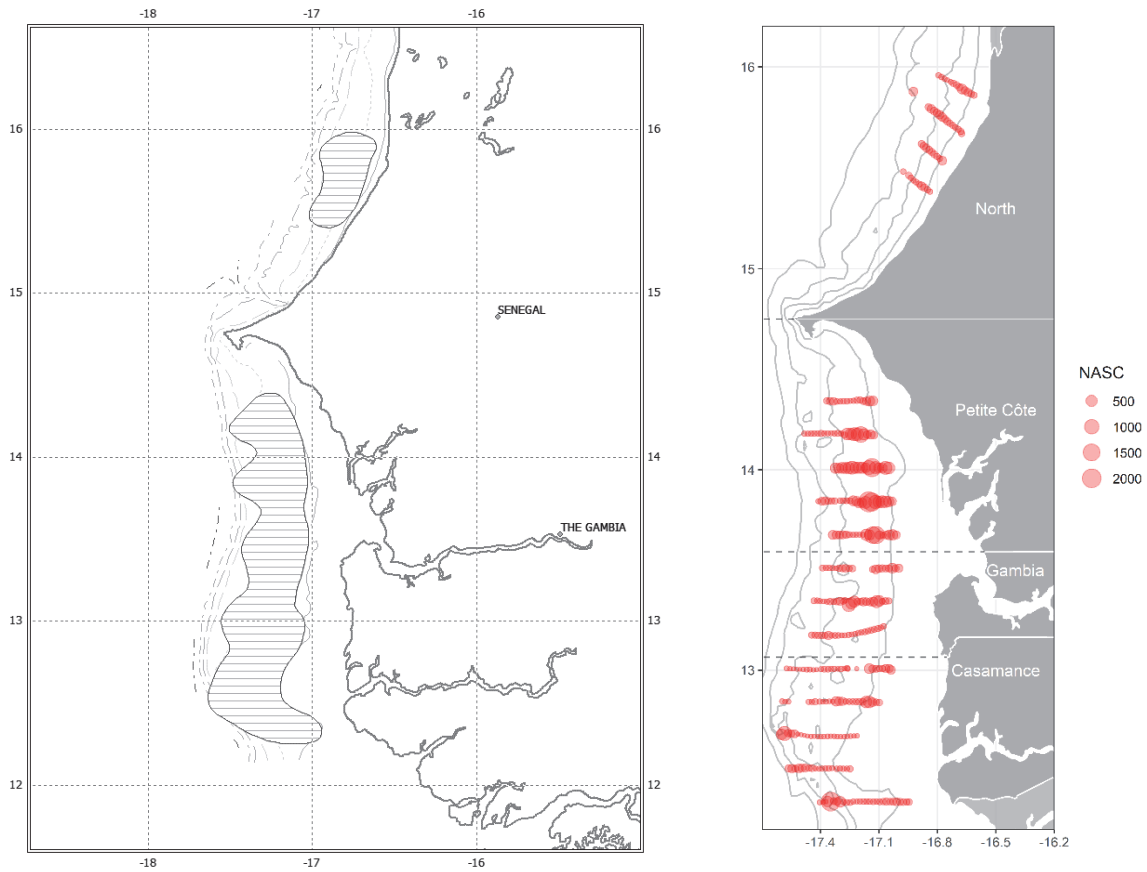 -18 -17 -16
16 16
15 15
SENEGAL
14 14
THE GAMBIA
13 13
12 12
-18 -17 -16
16
North
15
Petite Côte
14
Gambia
13
Casamance
-17.4 -17.1 -16.8 -16.5 -16.2
NASC
500
1000
1500
2000